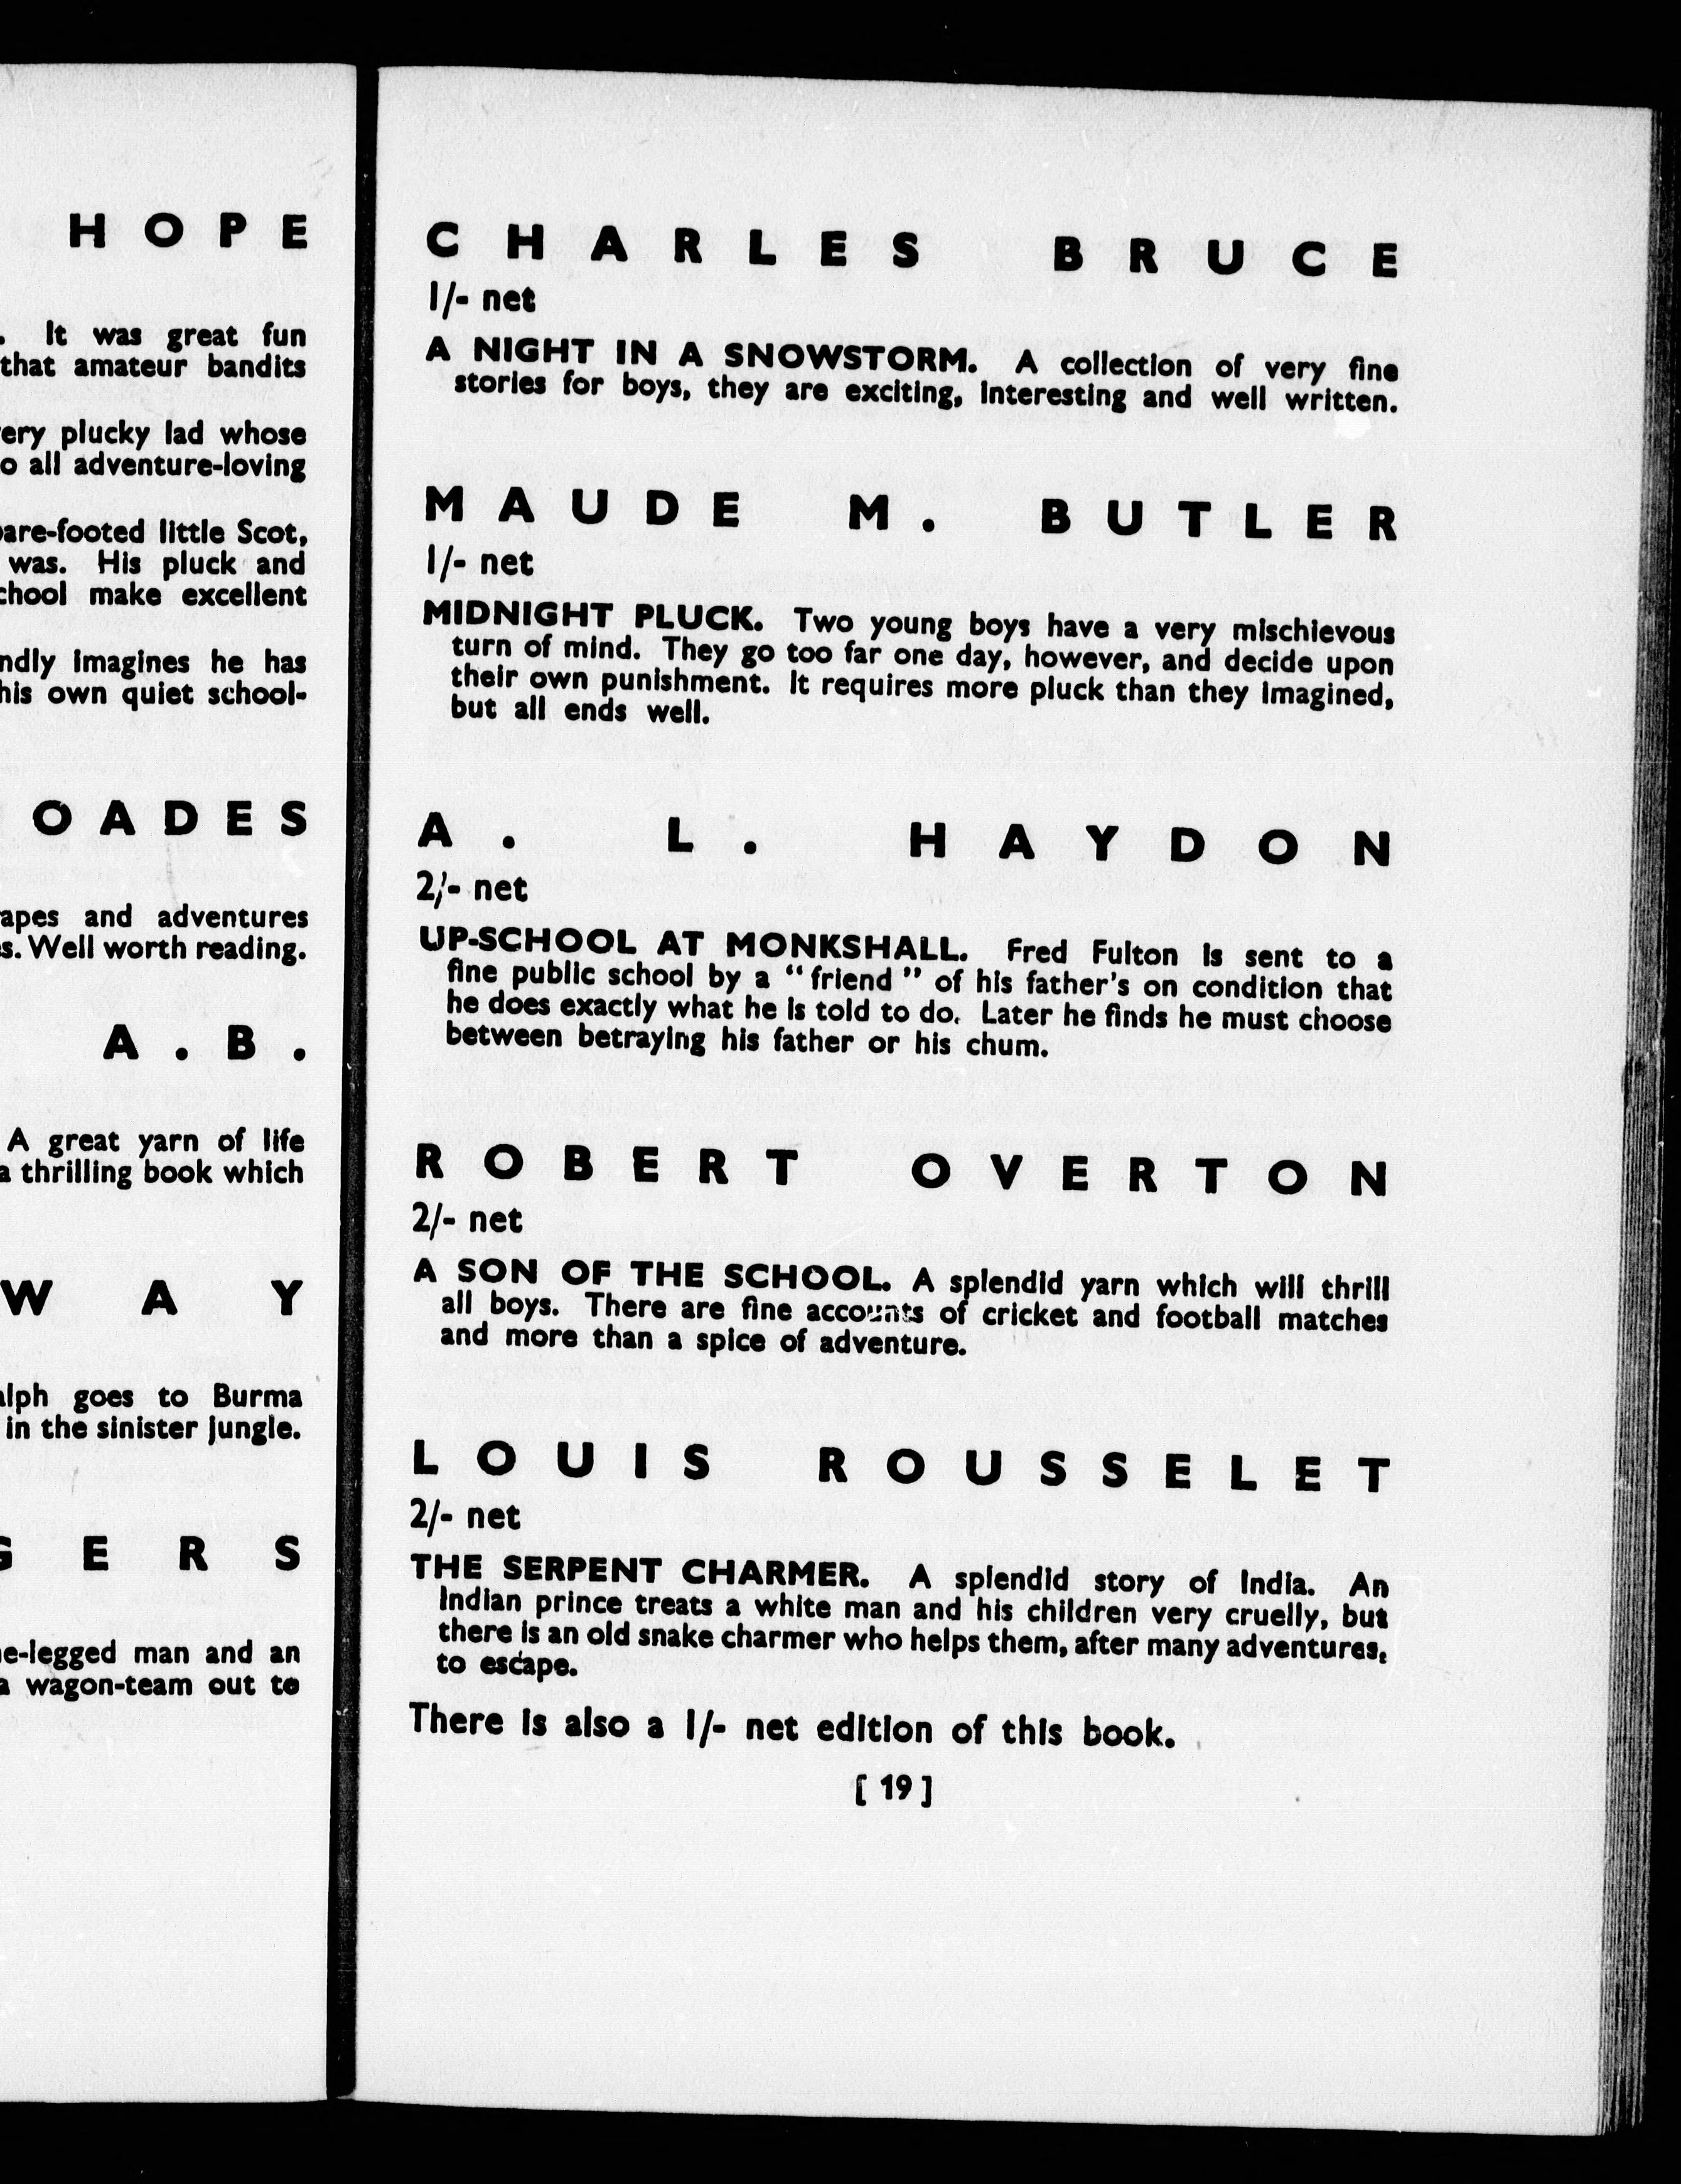 HOPE
. It was great fun
that amateur bandits
plucky lad whose
all adventure-loving
little Scot,
was. His pluck and
make excellent
imagines he has
own quiet school-
OADES
and adventures
Well worth reading.
A.B.
A great yarn of life
a thrilling book which
WAY
goes to Burma
in the sinister jungle.
GERS
man and an
a wagon-team out to
CHARLES BRUCE
1/- net
A NIGHT IN A SNOWSTORM. A collection of very fine
stories for boys, they are exciting, interesting and well written.
MAUDE M. BUTLER
1/- net
MIDNIGHT PLUCK. Two young boys have a very mischievous
turn of mind. They go too far one day, however, and decide upon
their own punishment. It requires more pluck than they imagined,
but all ends well.
A. L. HAYDON
2/- net
UP-SCHOOL AT MONKSHALL. Fred Fulton is sent to a
fine public school by a “friend” of his father's on condition that
he does exactly what he is told to do. Later he finds he must choose
between betraying his father or his chum.
ROBERT OVERTON
2/- net
A SON OF THE SCHOOL. A splendid yarn which will thrill
all boys. There are fine accounts of cricket and football matches
and more than a spice of adventure.
LOUIS ROUSSELET
2/- net
THE SERPENT CHARMER. A splendid story of India. An
Indian prince treats a white man and his children very cruelly, but
there is an old snake charmer who helps them, after many adventures,
to escape.
There is also a 1/- net edition of this book.
[ 19 ]